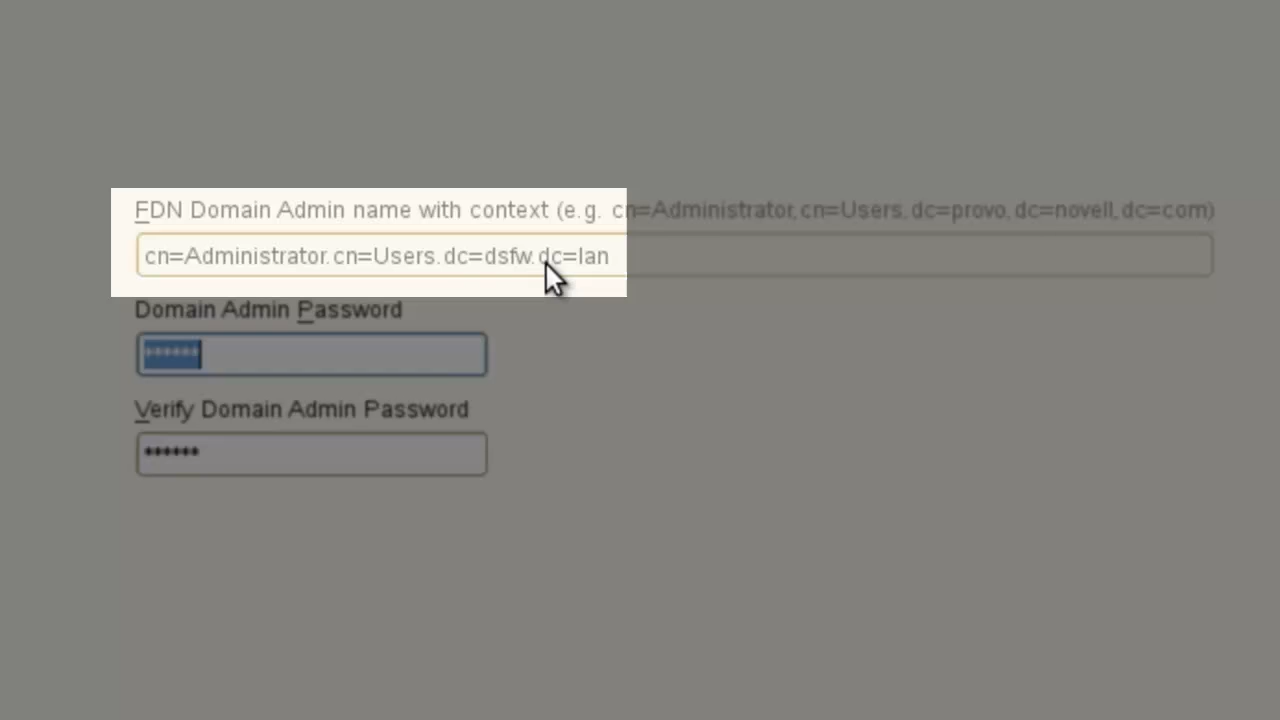 FDN Domain Admin name with context (e.g. cn=Administrator,cn=Users,dc=provo,dc=novell,dc=com)
cn=Administrator.cn=Users.dc=dsfw.dc=lan
Domain Admin Password
******
Verify Domain Admin Password
******